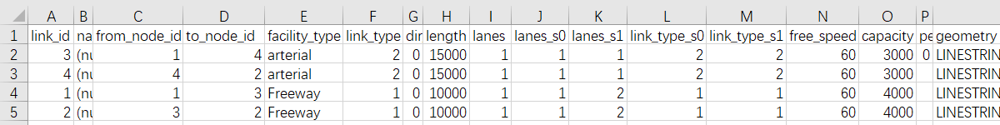 A B C D E F G H I J K L M N O P
1 link_id na from_node_id to_node_id facility_type link_type dir length lanes lanes_s0 lanes_s1 link_type_s0 link_type_s1 free_speed capacity pe geometry
2 3 (nu 1 4 arterial 2 0 15000 1 1 1 2 2 60 3000 0 LINESTRIN
3 4 (nu 4 2 arterial 2 0 15000 1 1 1 2 2 60 3000 LINESTRIN
4 1 (nu 1 3 Freeway 1 0 10000 1 1 2 1 1 60 4000 LINESTRIN
5 2 (nu 3 2 Freeway 1 0 10000 1 1 2 1 1 60 4000 LINESTRIN